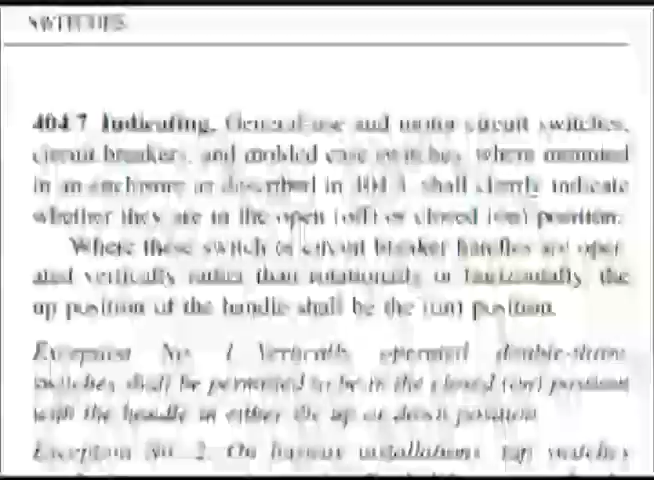 SWITCHES
404.7 Indicating. General-use and motor circuit switches,
circuit breakers, and molded case switches, where mounted
in an enclosure as described in 404.3, shall clearly indicate
whether they are in the open (off) or closed (on) position.
Where these switch or circuit breaker handles are oper-
ated vertically rather than rotationally or horizontally, the
up position of the handle shall be the (on) position.
Exception No. 1 Vertically operated double-throw
switches shall be permitted to be in the closed (on) position
with the handle in either the up or down position.
Exception No. 2: On busway installations, tap switches